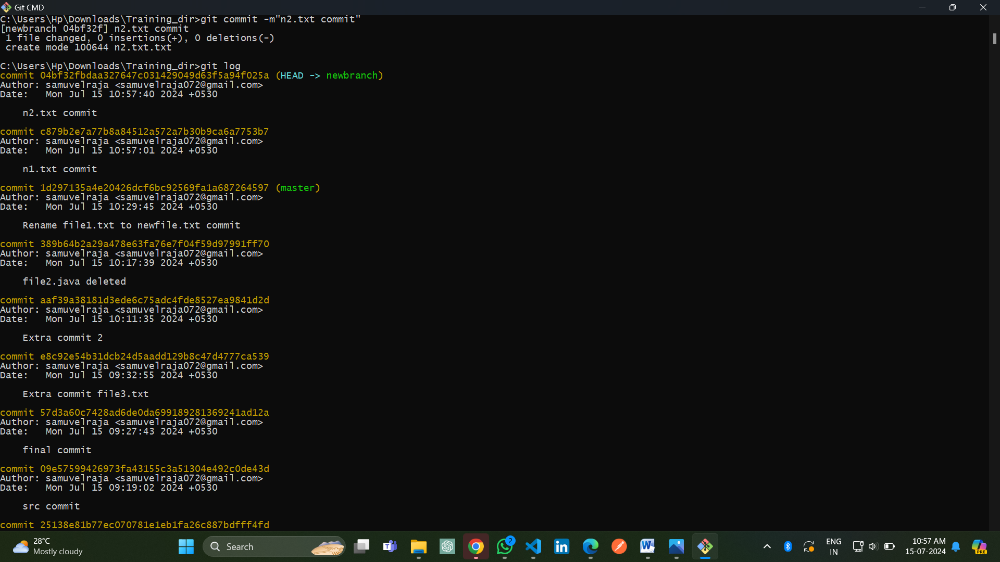 Git CMD
C:\Users\Hp\Downloads\Training_dir>git commit -m"n2.txt commit"
[newbranch 04bf32f] n2.txt commit
 1 file changed, 0 insertions(+), 0 deletions(-)
 create mode 100644 n2.txt.txt
C:\Users\Hp\Downloads\Training_dir>git log
commit 04bf32fbdaa327647c031429049d63f5a94f025a (HEAD -> newbranch)
Author: samuvelraja <samuvelraja072@gmail.com>
Date:   Mon Jul 15 10:57:40 2024 +0530
    n2.txt commit
commit c879b2e7a77b8a84512a572a7b30b9ca6a7753b7
Author: samuvelraja <samuvelraja072@gmail.com>
Date:   Mon Jul 15 10:57:01 2024 +0530
    n1.txt commit
commit 1d297135a4e20426dcf6bc92569fa1a687264597 (master)
Author: samuvelraja <samuvelraja072@gmail.com>
Date:   Mon Jul 15 10:29:45 2024 +0530
    Rename file1.txt to newfile.txt commit
commit 389b64b2a29a478e63fa76e7f04f59d97991ff70
Author: samuvelraja <samuvelraja072@gmail.com>
Date:   Mon Jul 15 10:17:39 2024 +0530
    file2.java deleted
commit aaf39a38181d3ede6c75adc4fde8527ea9841d2d
Author: samuvelraja <samuvelraja072@gmail.com>
Date:   Mon Jul 15 10:11:35 2024 +0530
    Extra commit 2
commit e8c92e54b31dcb24d5aadd129b8c47d4777ca539
Author: samuvelraja <samuvelraja072@gmail.com>
Date:   Mon Jul 15 09:32:55 2024 +0530
    Extra commit file3.txt
commit 57d3a60c7428ad6de0da699189281369241ad12a
Author: samuvelraja <samuvelraja072@gmail.com>
Date:   Mon Jul 15 09:27:43 2024 +0530
    final commit
commit 09e57599426973fa43155c3a51304e492c0de43d
Author: samuvelraja <samuvelraja072@gmail.com>
Date:   Mon Jul 15 09:19:02 2024 +0530
    src commit
commit 25138e81b77ec070781e1eb1fa26c887bdfff4fd
28°C
Mostly cloudy
Search
2
ENG
IN
10:57 AM
15-07-2024
PRE